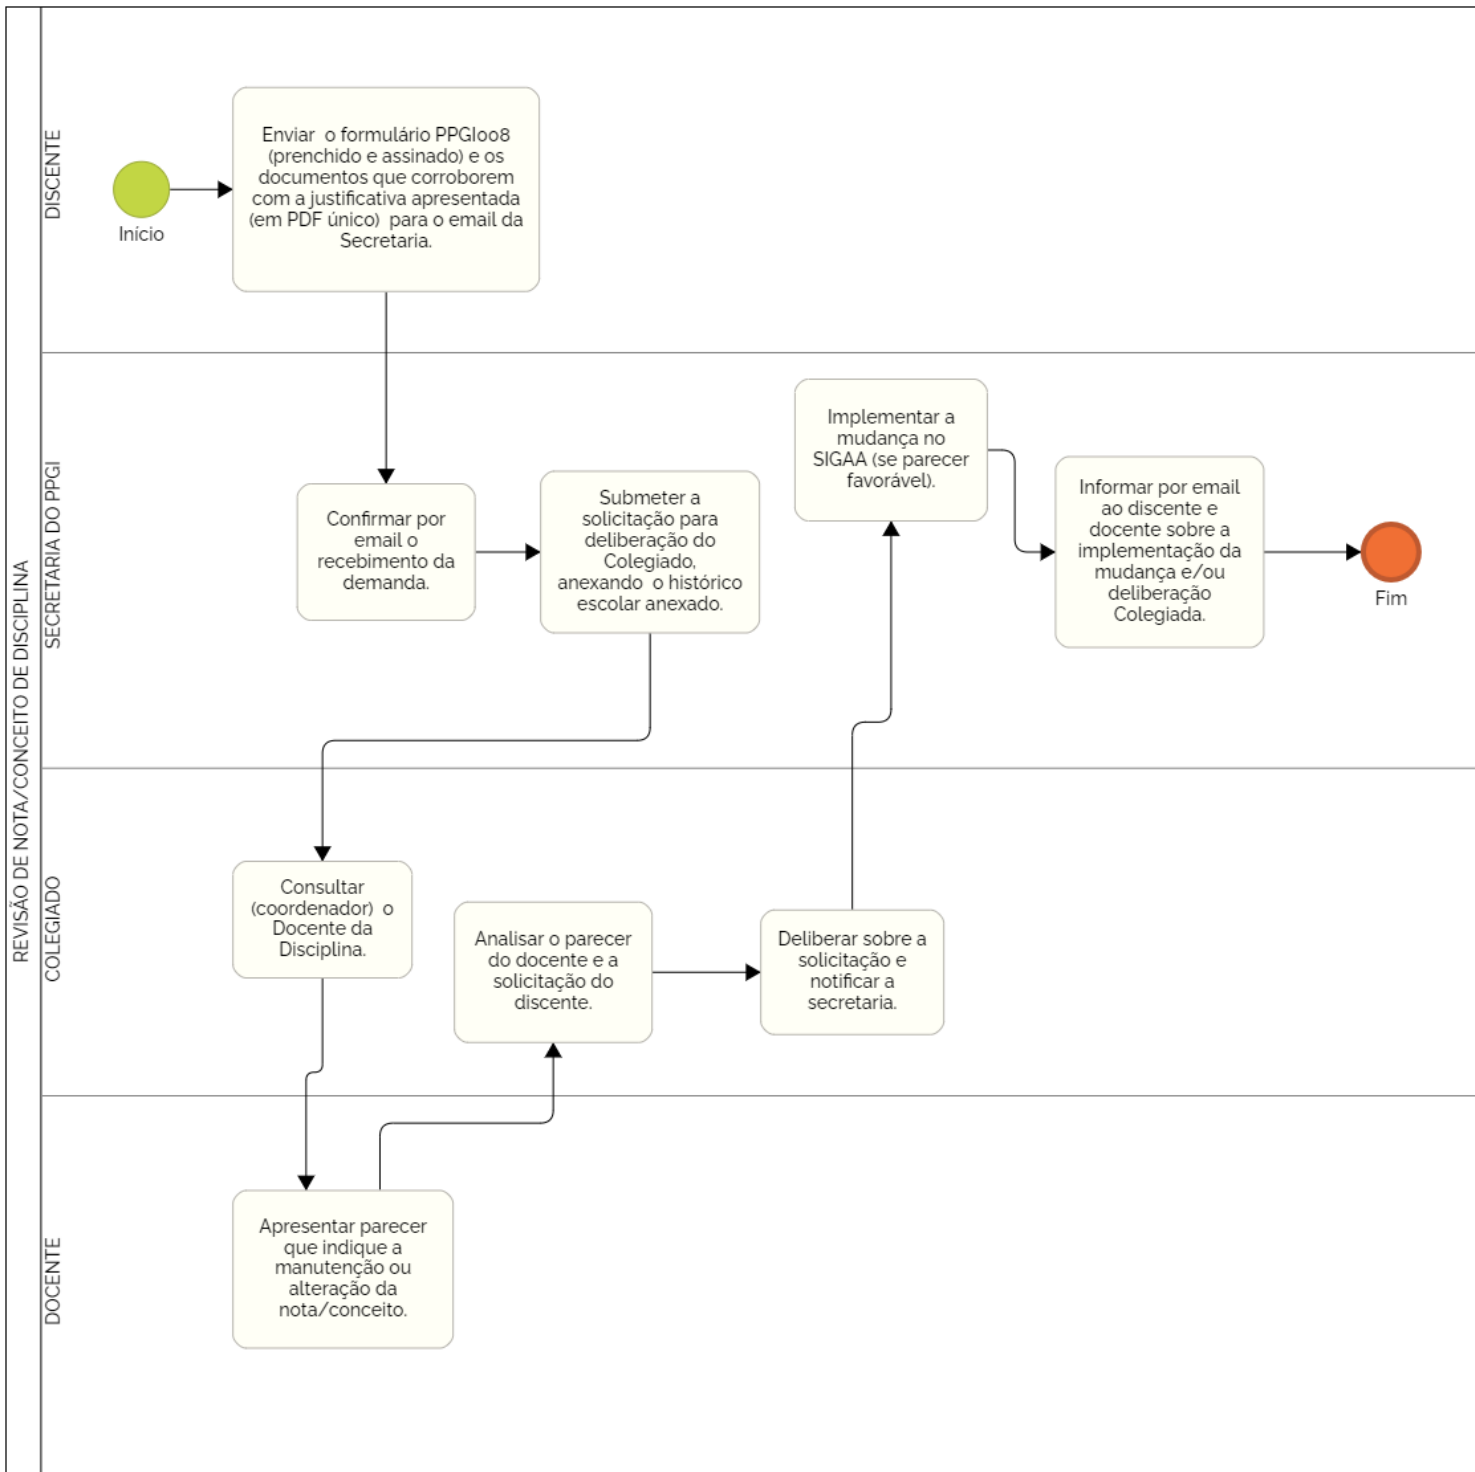 REVISÃO DE NOTA/CONCEITO DE DISCIPLINA
DISCENTE
Início
Enviar o formulário PPGI008
(prenchido e assinado) e os
documentos que corroborem
com a justificativa apresentada
(em PDF único) para o email da
Secretaria.
SECRETARIA DO PPGI
Confirmar por
email o
recebimento da
demanda.
Submeter a
solicitação para
deliberação do
Colegiado,
anexando o histórico
escolar anexado.
Implementar a
mudança no
SIGAA (se parecer
favorável).
Informar por email
ao discente e
docente sobre a
implementação da
mudança e/ou
deliberação
Colegiada.
Fim
COLEGIADO
Consultar
(coordenador) o
Docente da
Disciplina.
Analisar o parecer
do docente e a
solicitação do
discente.
Deliberar sobre a
solicitação e
notificar a
secretaria.
DOCENTE
Apresentar parecer
que indique a
manutenção ou
alteração da
nota/conceito.